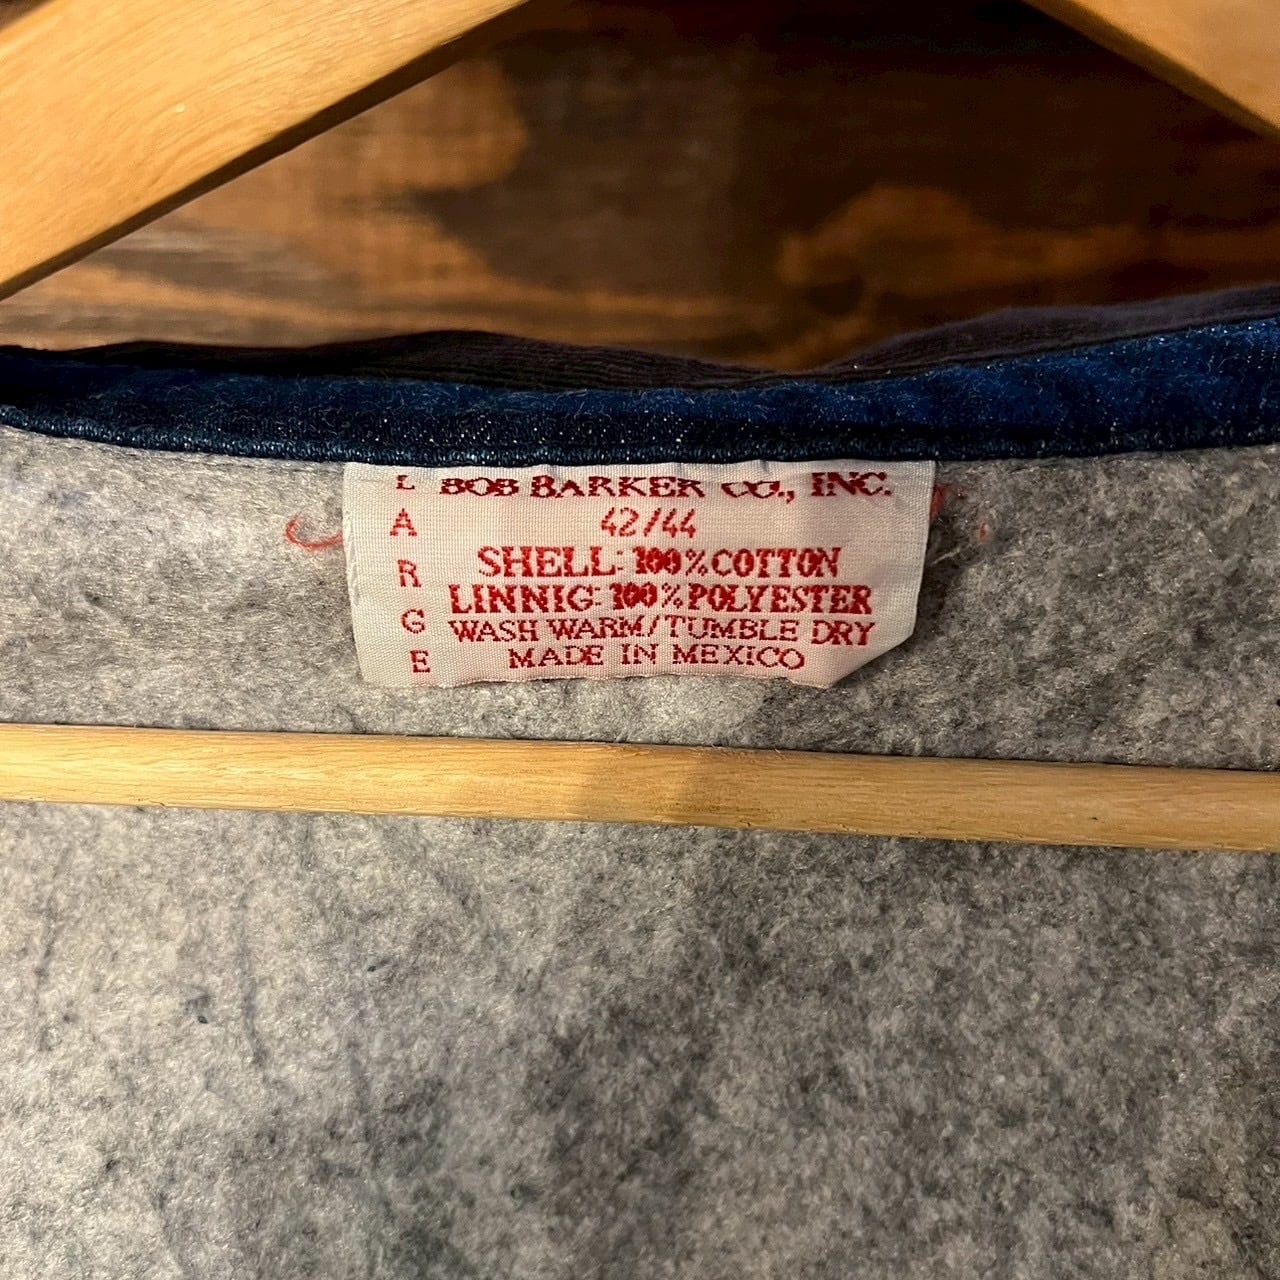 BOB BARKER CO., INC.
LARGE
42/44
SHELL: 100% COTTON
LINNIG: 100% POLYESTER
WASH WARM/TUMBLE DRY
MADE IN MEXICO